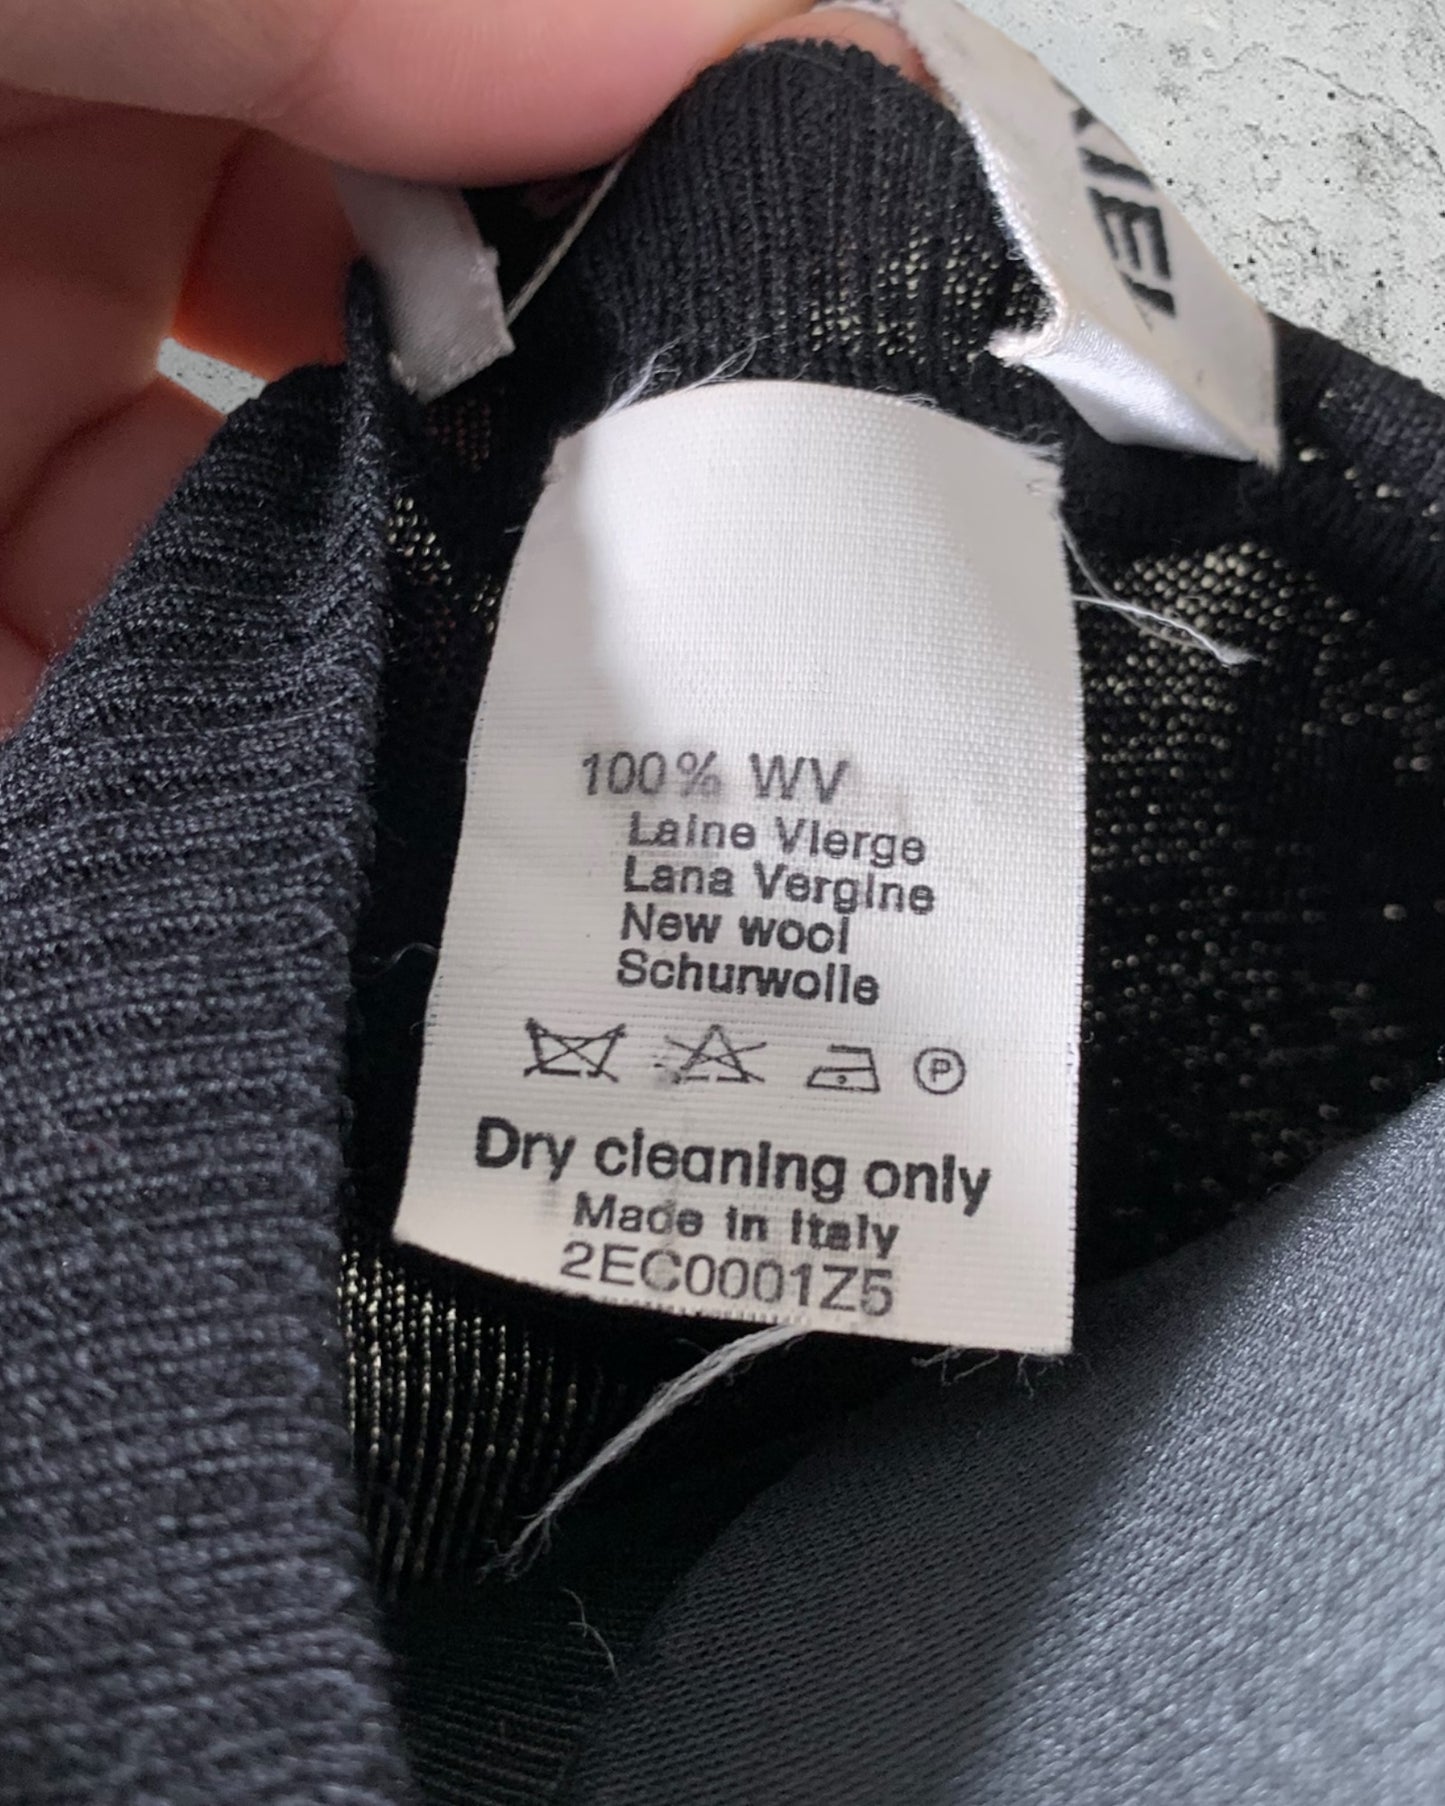 100% WV
Laine Vierge
Lana Vergine
New wool
Schurwolle
P
Dry cleaning only
Made in Italy
2EC0001Z5